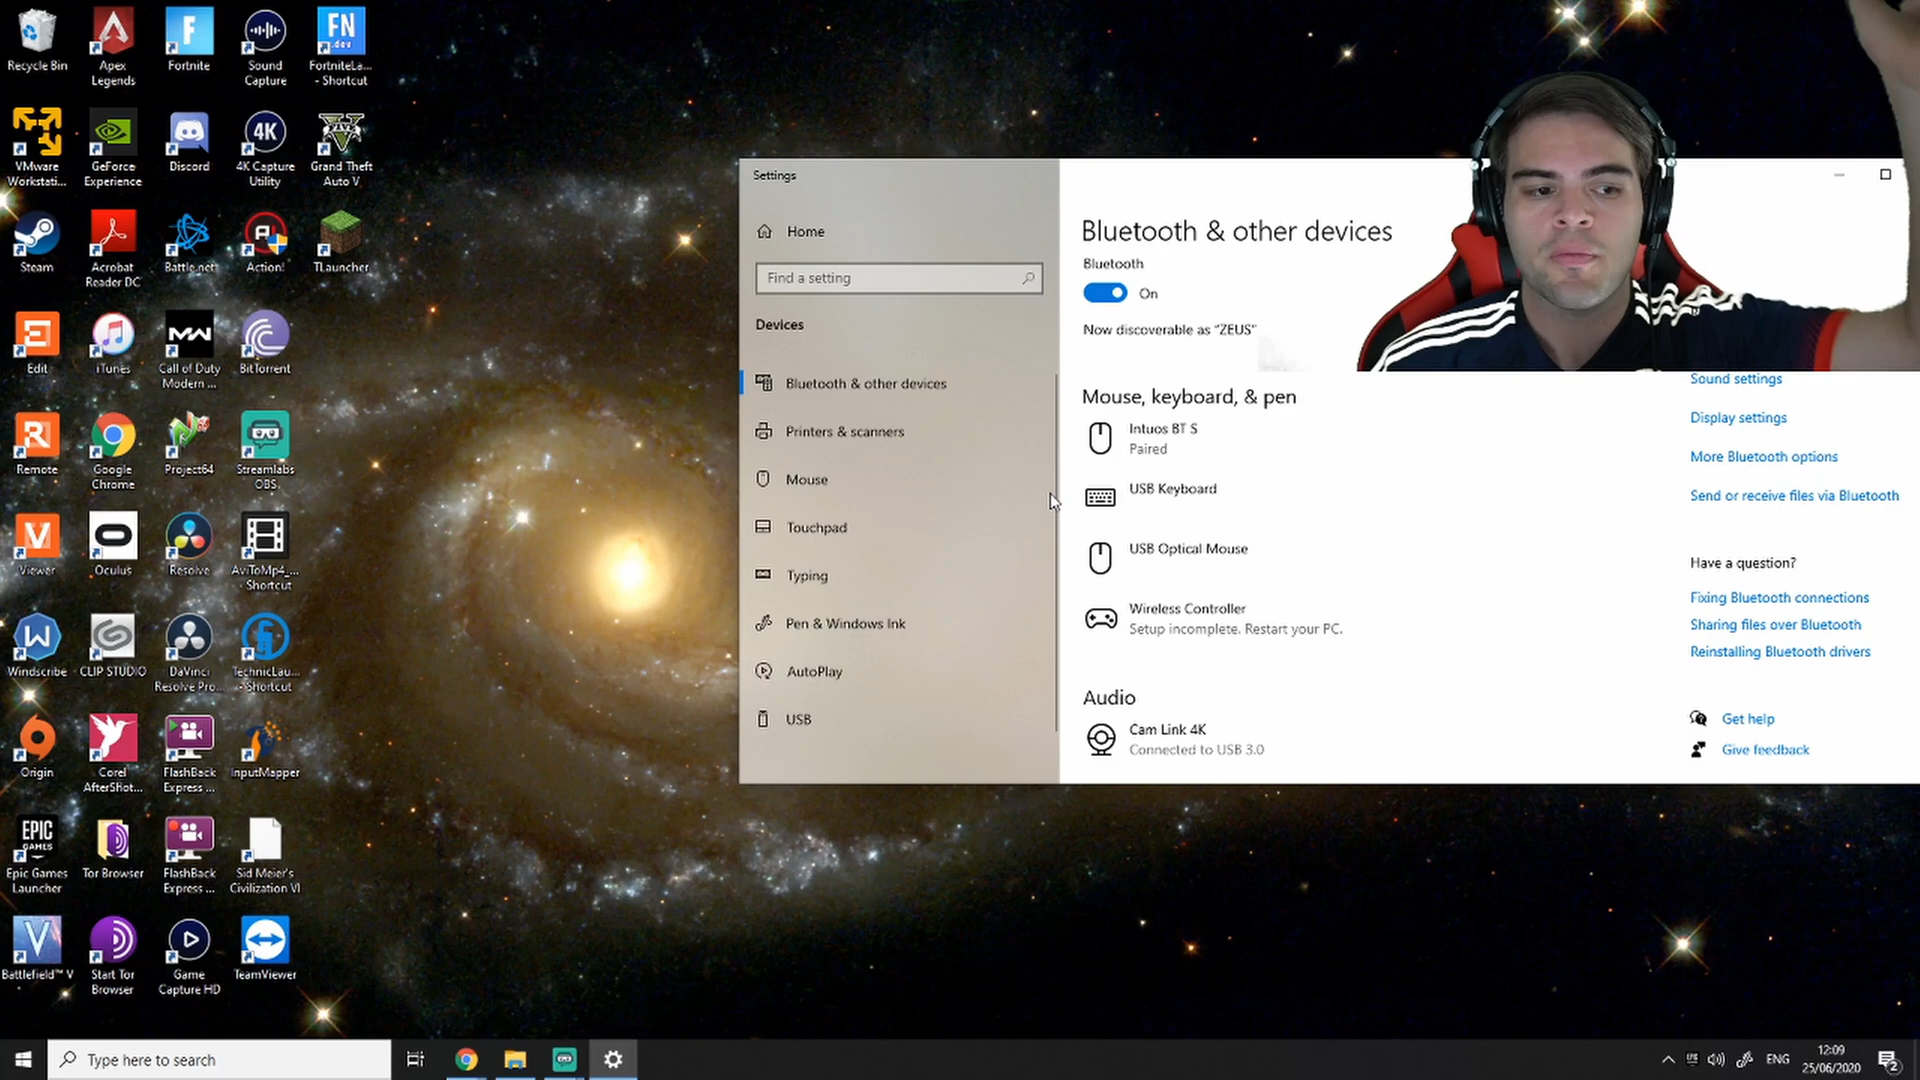 Recycle Bin
Apex
Legends
Fortnite
Sound
Capture
FN
.dev
FortniteLa...
- Shortcut
VMware
Workstati...
GeForce
Experience
Discord
4K
4K Capture
Utility
Grand Theft
Auto V
Steam
Acrobat
Reader DC
Battle.net
Action!
TLauncher
Edit
iTunes
MW
Call of Duty
Modern ...
BitTorrent
Remote
Google
Chrome
Project64
Streamlabs
OBS
Viewer
Oculus
Resolve
AviToMp4_...
- Shortcut
Windscribe
CLIP STUDIO
DaVinci
Resolve Pro...
TechnicLau...
- Shortcut
Origin
Corel
AfterShot...
FlashBack
Express ...
InputMapper
EPIC
GAMES
Epic Games
Launcher
Tor Browser
FlashBack
Express ...
Sid Meier's
Civilization VI
Battlefield™ V
Start Tor
Browser
Game
Capture HD
TeamViewer
Settings
Home
Find a setting
Devices
Bluetooth & other devices
Printers & scanners
Mouse
Touchpad
Typing
Pen & Windows Ink
AutoPlay
USB
Bluetooth & other devices
Bluetooth
On
Now discoverable as "ZEUS"
Mouse, keyboard, & pen
Intuos BT S
Paired
USB Keyboard
USB Optical Mouse
Wireless Controller
Setup incomplete. Restart your PC.
Audio
Cam Link 4K
Connected to USB 3.0
Sound settings
Display settings
More Bluetooth options
Send or receive files via Bluetooth
Have a question?
Fixing Bluetooth connections
Sharing files over Bluetooth
Reinstalling Bluetooth drivers
Get help
Give feedback
Type here to search
ENG
12:09
25/06/2020
2